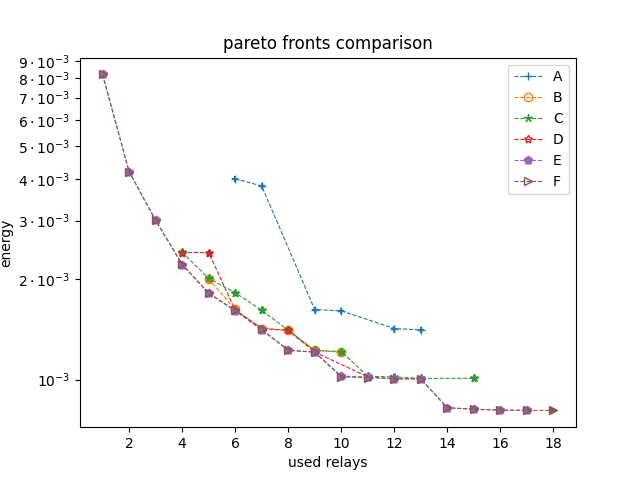 pareto fronts comparison
9·10⁻³
8·10⁻³
7·10⁻³
6·10⁻³
5·10⁻³
4·10⁻³
3·10⁻³
2·10⁻³
10⁻³
energy
A
B
C
D
E
F
2 4 6 8 10 12 14 16 18
used relays